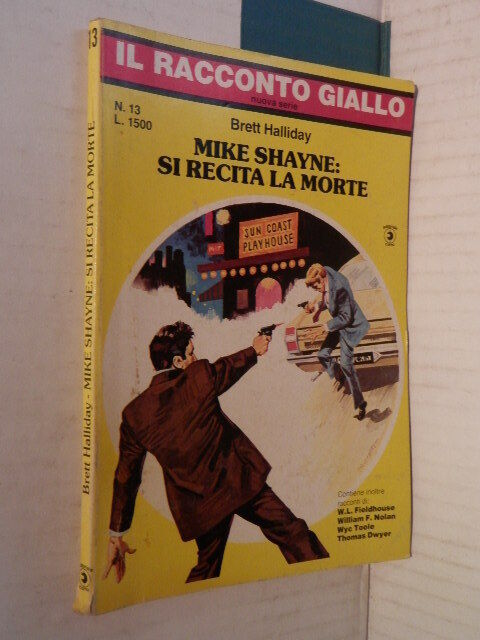 13
IL RACCONTO GIALLO
nuova serie
N. 13
L. 1500
Brett Halliday
MIKE SHAYNE:
SI RECITA LA MORTE
SUN COAST
PLAYHOUSE
Contiene inoltre
racconti di:
W.L. Fieldhouse
William F. Nolan
Wyc Toole
Thomas Dwyer
Brett Halliday - MIKE SHAYNE: SI RECITA LA MORTE